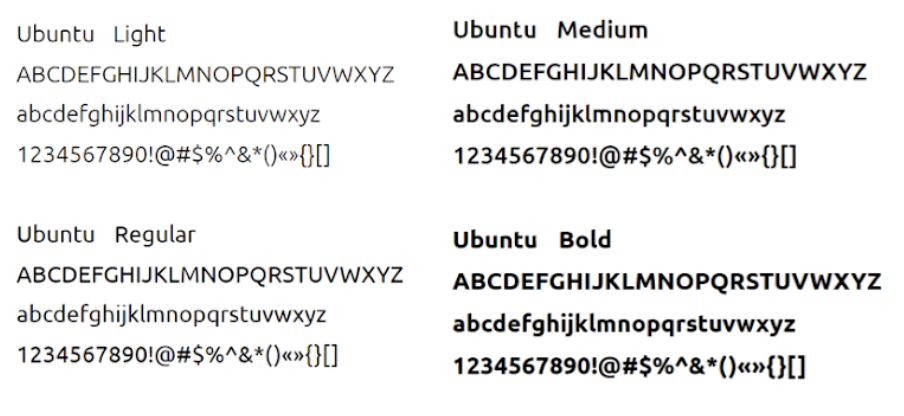 Ubuntu Light
ABCDEFGHIJKLMNOPQRSTUVWXYZ
abcdefghijklmnopqrstuvwxyz
1234567890!@#$%^&*()«»{}[]
Ubuntu Regular
ABCDEFGHIJKLMNOPQRSTUVWXYZ
abcdefghijklmnopqrstuvwxyz
1234567890!@#$%^&*()«»{}[]
Ubuntu Medium
ABCDEFGHIJKLMNOPQRSTUVWXYZ
abcdefghijklmnopqrstuvwxyz
1234567890!@#$%^&*()«»{}[]
Ubuntu Bold
ABCDEFGHIJKLMNOPQRSTUVWXYZ
abcdefghijklmnopqrstuvwxyz
1234567890!@#$%^&*()«»{}[]